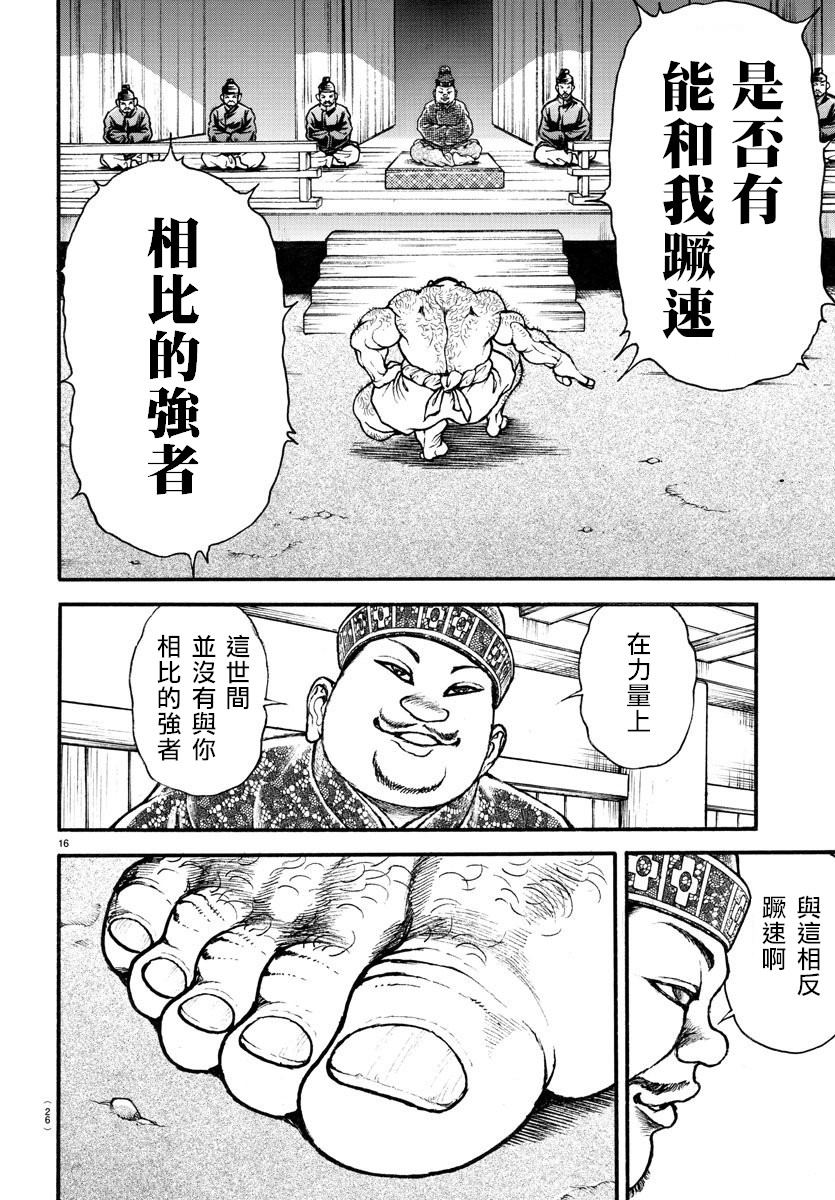 是否有
能和我蹶速
相比的強者
在力量上
這世間
並沒有與你
相比的強者
16
與這相反
蹶速啊
(26)